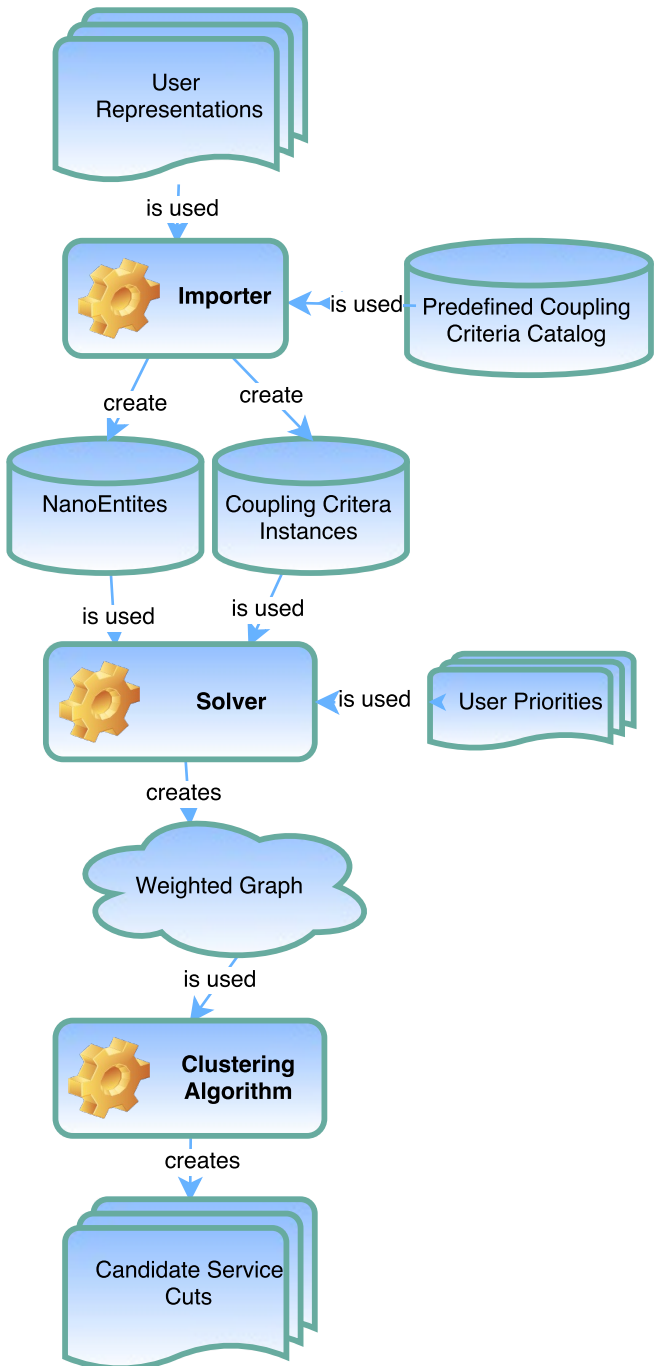 User
Representations
is used
Importer
is used
Predefined Coupling
Criteria Catalog
create
create
NanoEntites
Coupling Critera
Instances
is used
is used
Solver
is used
User Priorities
creates
Weighted Graph
is used
Clustering
Algorithm
creates
Candidate Service
Cuts